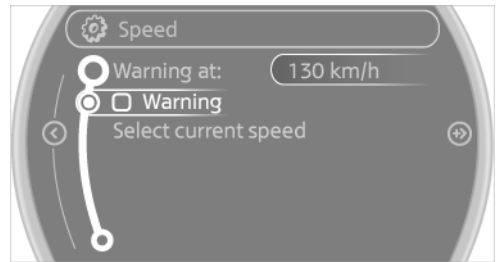 Speed
Warning at: 130 km/h
Warning
Select current speed